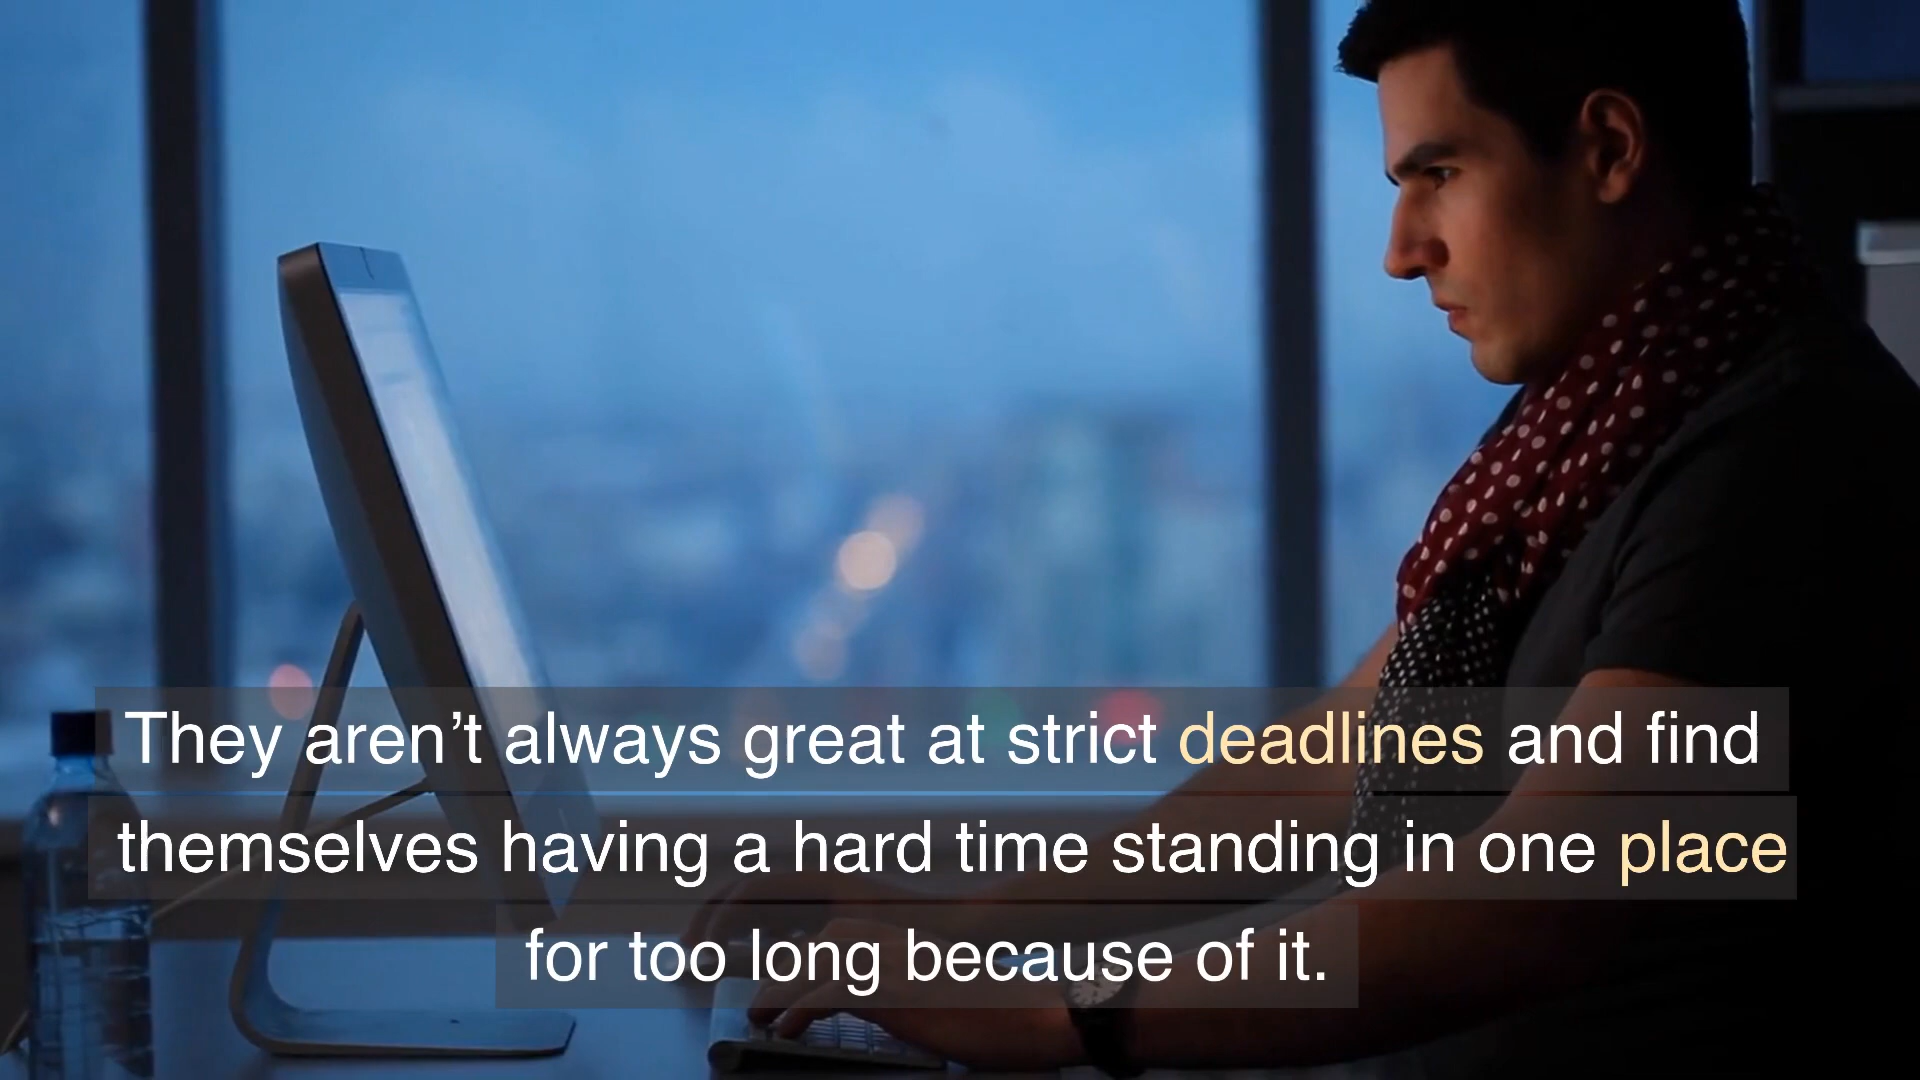 They aren’t always great at strict deadlines and find
themselves having a hard time standing in one place
for too long because of it.